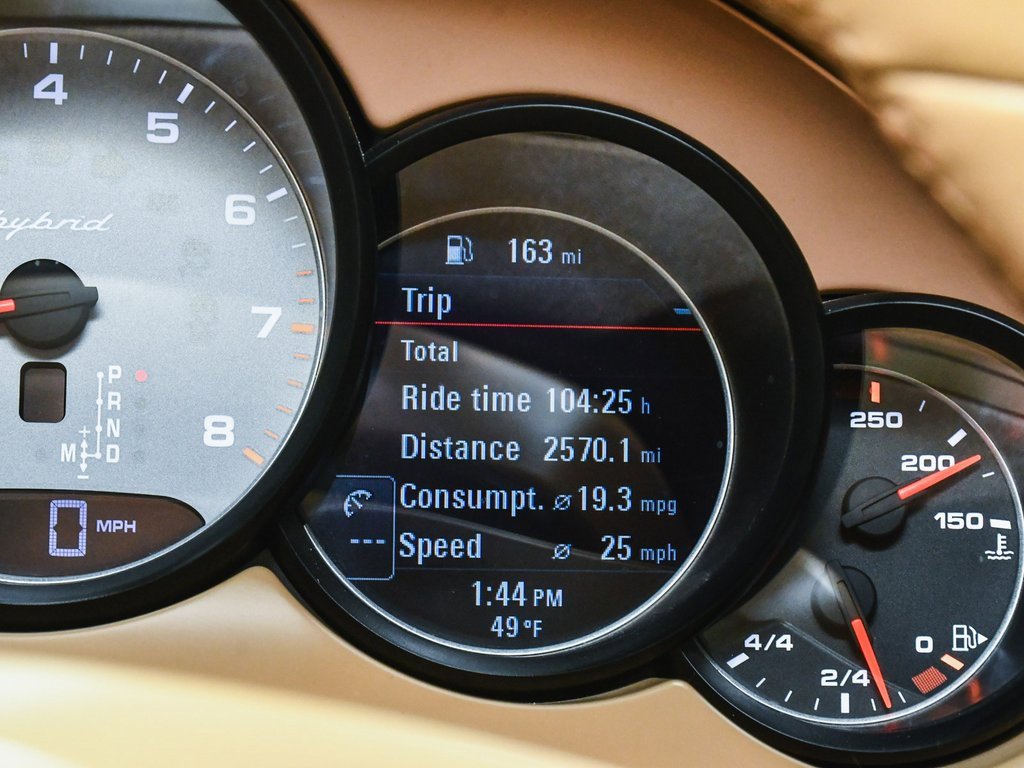 4
5
6
7
8
hybrid
P
R
N
D
+
M
−
0 MPH
163 mi
Trip
Total
Ride time 104:25 h
Distance 2570.1 mi
Consumpt. ⌀ 19.3 mpg
Speed ⌀ 25 mph
---
1:44 PM
49°F
250
200
150
4/4
2/4
0